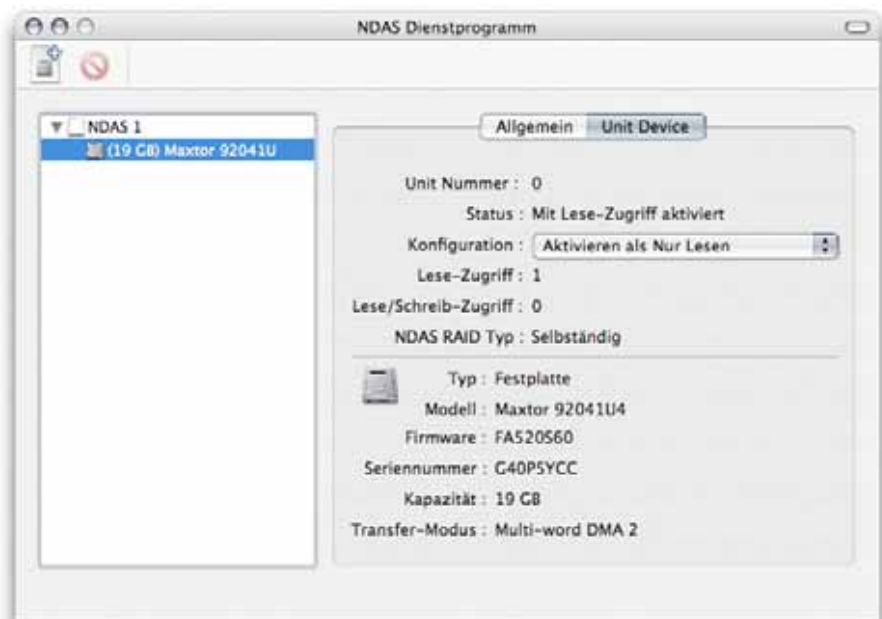 NDAS Dienstprogramm
NDAS 1
(19 GB) Maxtor 92041U
Allgemein Unit Device
Unit Nummer : 0
Status : Mit Lese-Zugriff aktiviert
Konfiguration : Aktivieren als Nur Lesen
Lese-Zugriff : 1
Lese/Schreib-Zugriff : 0
NDAS RAID Typ : Selbständig
Typ : Festplatte
Modell : Maxtor 92041U4
Firmware : FA520S60
Seriennummer : G40P5YCC
Kapazität : 19 GB
Transfer-Modus : Multi-word DMA 2